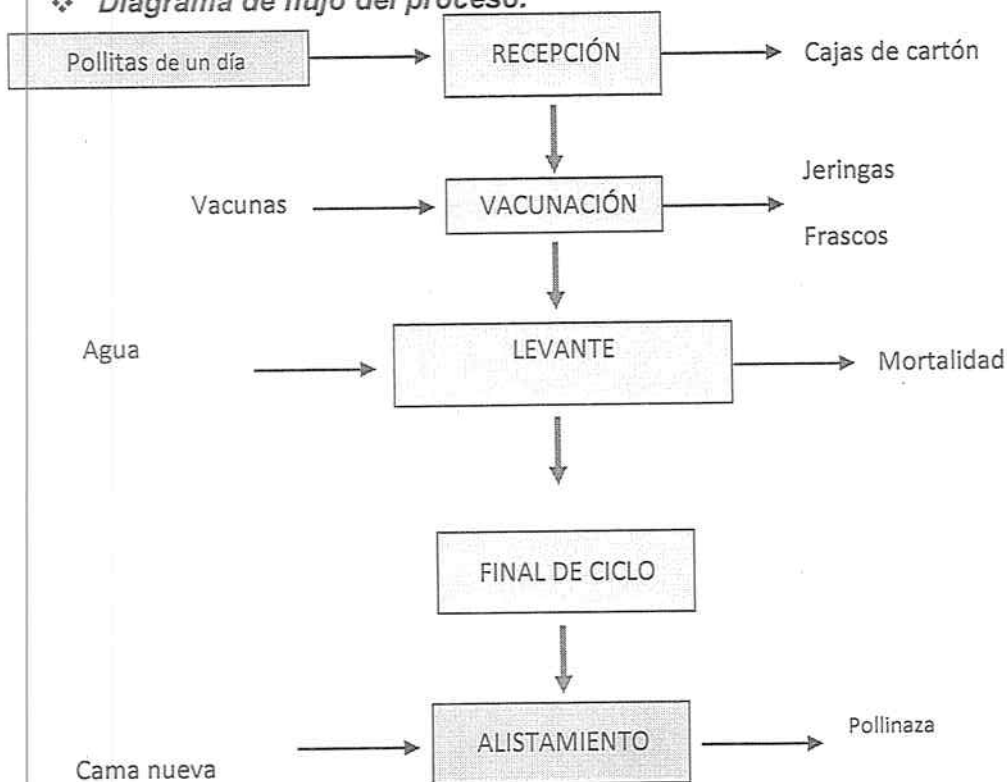 ❖ Diagrama de flujo del proceso.
Pollitas de un día
RECEPCIÓN
Cajas de cartón
Vacunas
VACUNACIÓN
Jeringas
Frascos
Agua
LEVANTE
Mortalidad
FINAL DE CICLO
Cama nueva
ALISTAMIENTO
Pollinaza